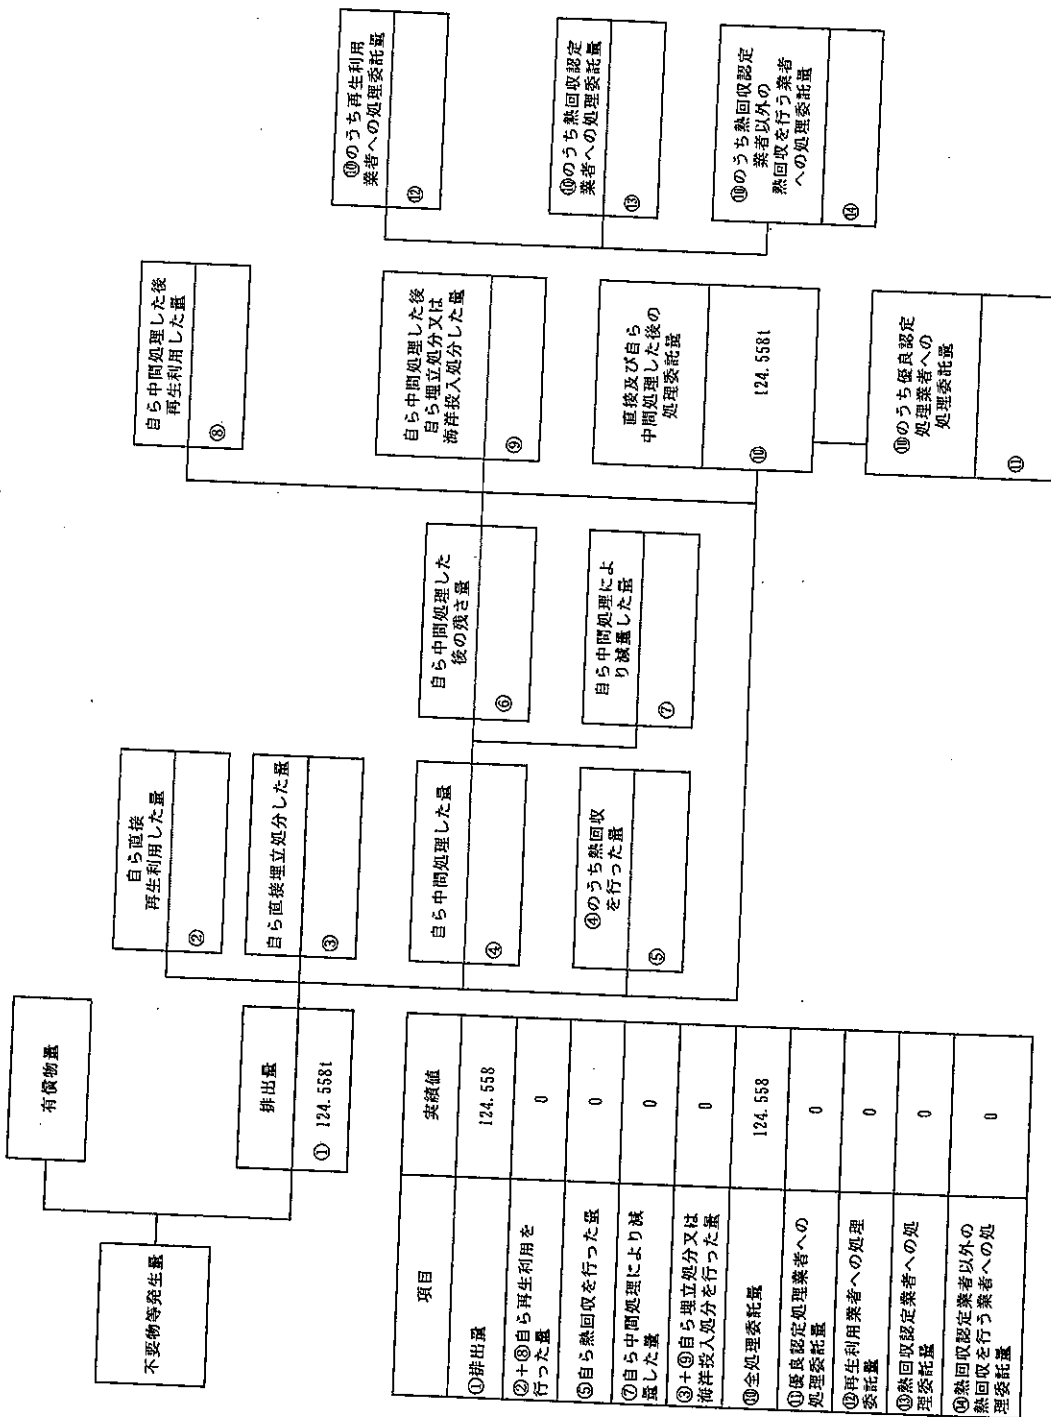 不要物等発生量
有償物量
排出量
① 124.558t
自ら直接
再生利用した量
②
自ら直接埋立処分した量
③
自ら中間処理した量
④
④のうち熱回収
を行った量
⑤
自ら中間処理した
後の残さ量
⑥
自ら中間処理によ
り減量した量
⑦
自ら中間処理した後
再生利用した量
⑧
自ら中間処理した後
自ら埋立処分又は
海洋投入処分した量
⑨
直接及び自ら
中間処理した後の
処理委託量
⑩ 124.558t
⑩のうち優良認定
処理業者への
処理委託量
⑪
⑩のうち再生利用
業者への処理委託量
⑫
⑩のうち熱回収認定
業者への処理委託量
⑬
⑩のうち熱回収認定
業者以外の
熱回収を行う業者
への処理委託量
⑭
項目 実績値
①排出量 124.558
②+⑧自ら再生利用を
行った量 0
⑤自ら熱回収を行った量 0
⑦自ら中間処理により減
量した量 0
③+⑨自ら埋立処分又は
海洋投入処分を行った量 0
⑩全処理委託量 124.558
⑪優良認定処理業者への
処理委託量 0
⑫再生利用業者への処理
委託量 0
⑬熱回収認定業者への処
理委託量 0
⑭熱回収認定業者以外の
熱回収を行う業者への処
理委託量 0